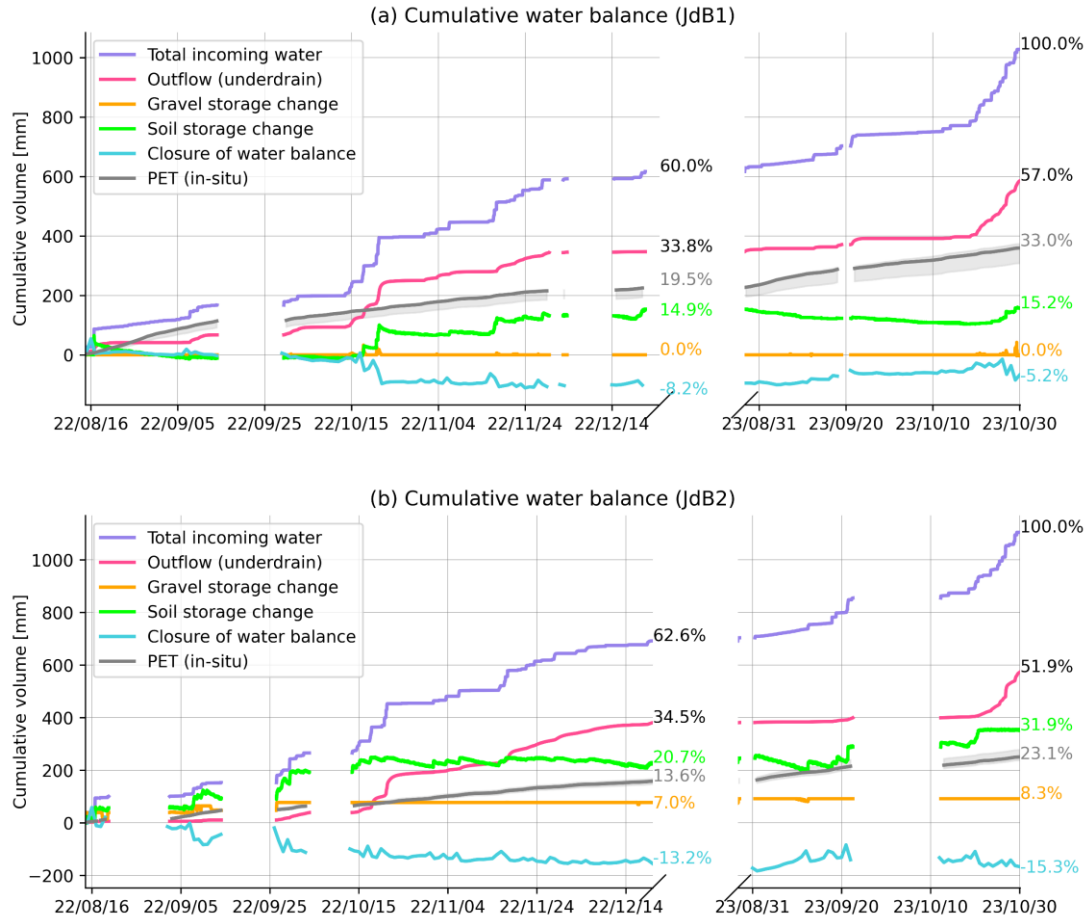 (a) Cumulative water balance (JdB1)
Cumulative volume [mm]
1000
800
600
400
200
0
Total incoming water
Outflow (underdrain)
Gravel storage change
Soil storage change
Closure of water balance
PET (in-situ)
60.0%
33.8%
19.5%
14.9%
0.0%
-8.2%
100.0%
57.0%
33.0%
15.2%
0.0%
-5.2%
22/08/16 22/09/05 22/09/25 22/10/15 22/11/04 22/11/24 22/12/14 23/08/31 23/09/20 23/10/10 23/10/30
(b) Cumulative water balance (JdB2)
Cumulative volume [mm]
1000
800
600
400
200
0
−200
Total incoming water
Outflow (underdrain)
Gravel storage change
Soil storage change
Closure of water balance
PET (in-situ)
62.6%
34.5%
20.7%
13.6%
7.0%
-13.2%
100.0%
51.9%
31.9%
23.1%
8.3%
-15.3%
22/08/16 22/09/05 22/09/25 22/10/15 22/11/04 22/11/24 22/12/14 23/08/31 23/09/20 23/10/10 23/10/30